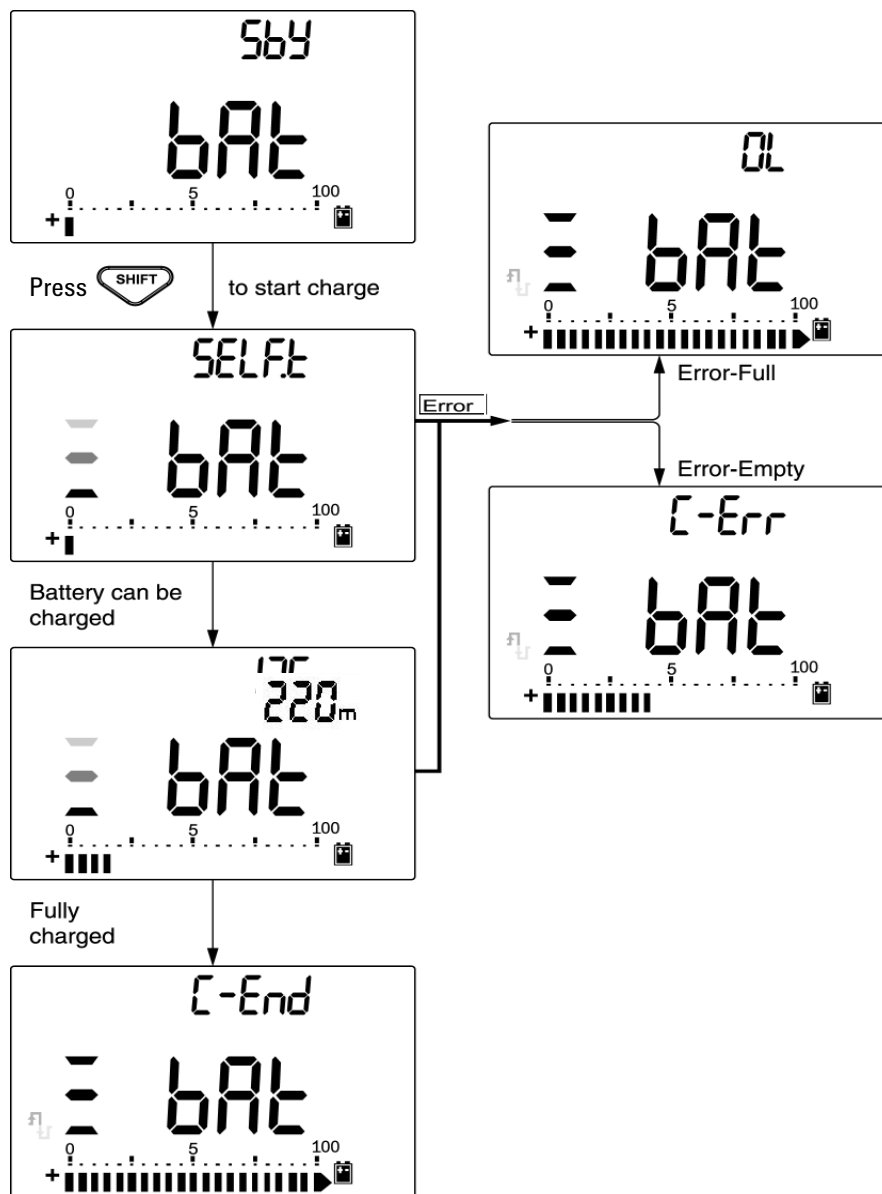 Sby
bAt
0 5 100
+
Press SHIFT to start charge
SELF.t
bAt
0 5 100
+
Battery can be
charged
220m
bAt
0 5 100
+
Fully
charged
C-End
bAt
0 5 100
+
Error
OL
bAt
0 5 100
+
Error-Full
Error-Empty
C-Err
bAt
0 5 100
+